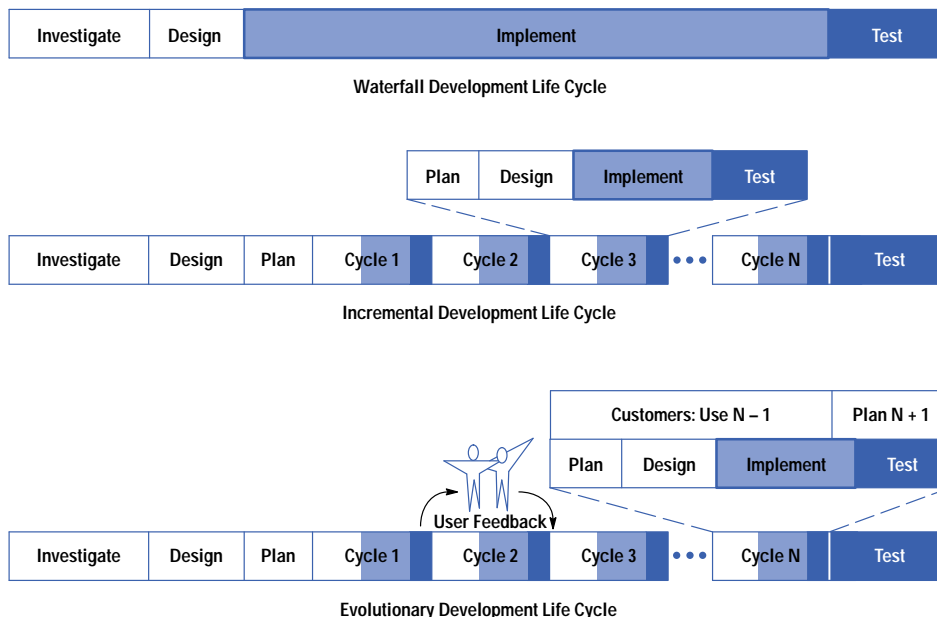 Investigate Design Implement Test
Waterfall Development Life Cycle
Plan Design Implement Test
Investigate Design Plan Cycle 1 Cycle 2 Cycle 3 ••• Cycle N Test
Incremental Development Life Cycle
Customers: Use N – 1 Plan N + 1
Plan Design Implement Test
User Feedback
Investigate Design Plan Cycle 1 Cycle 2 Cycle 3 ••• Cycle N Test
Evolutionary Development Life Cycle